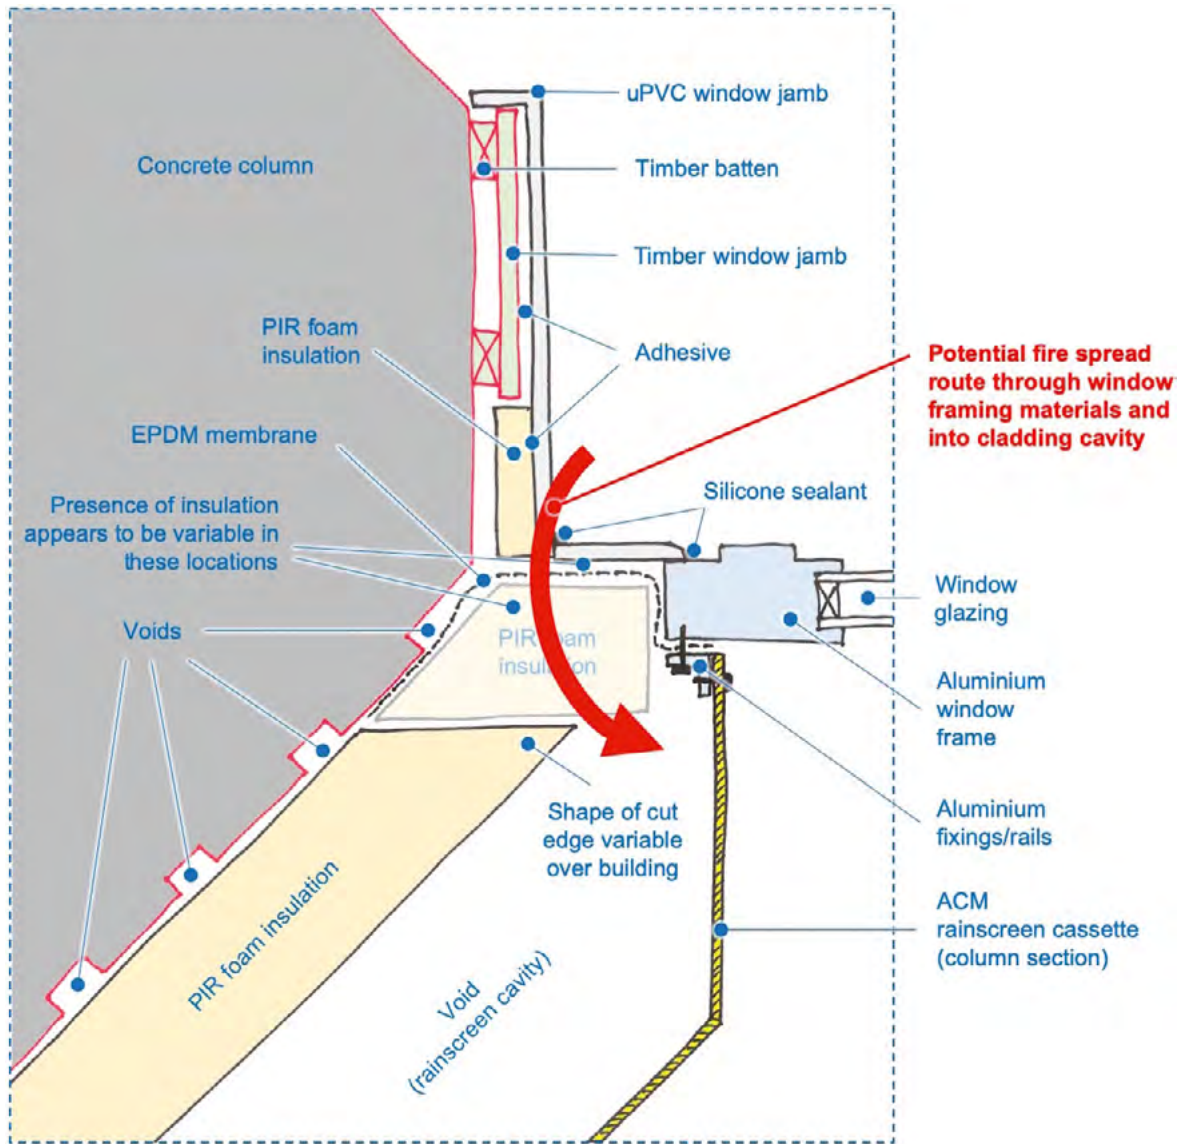 uPVC window jamb
Concrete column
Timber batten
Timber window jamb
PIR foam
insulation
Adhesive
Potential fire spread
route through window
framing materials and
into cladding cavity
EPDM membrane
Silicone sealant
Presence of insulation
appears to be variable in
these locations
Window
glazing
Voids
PIR foam
insulation
Aluminium
window
frame
Shape of cut
edge variable
over building
Aluminium
fixings/rails
PIR foam insulation
ACM
rainscreen cassette
(column section)
Void
(rainscreen cavity)